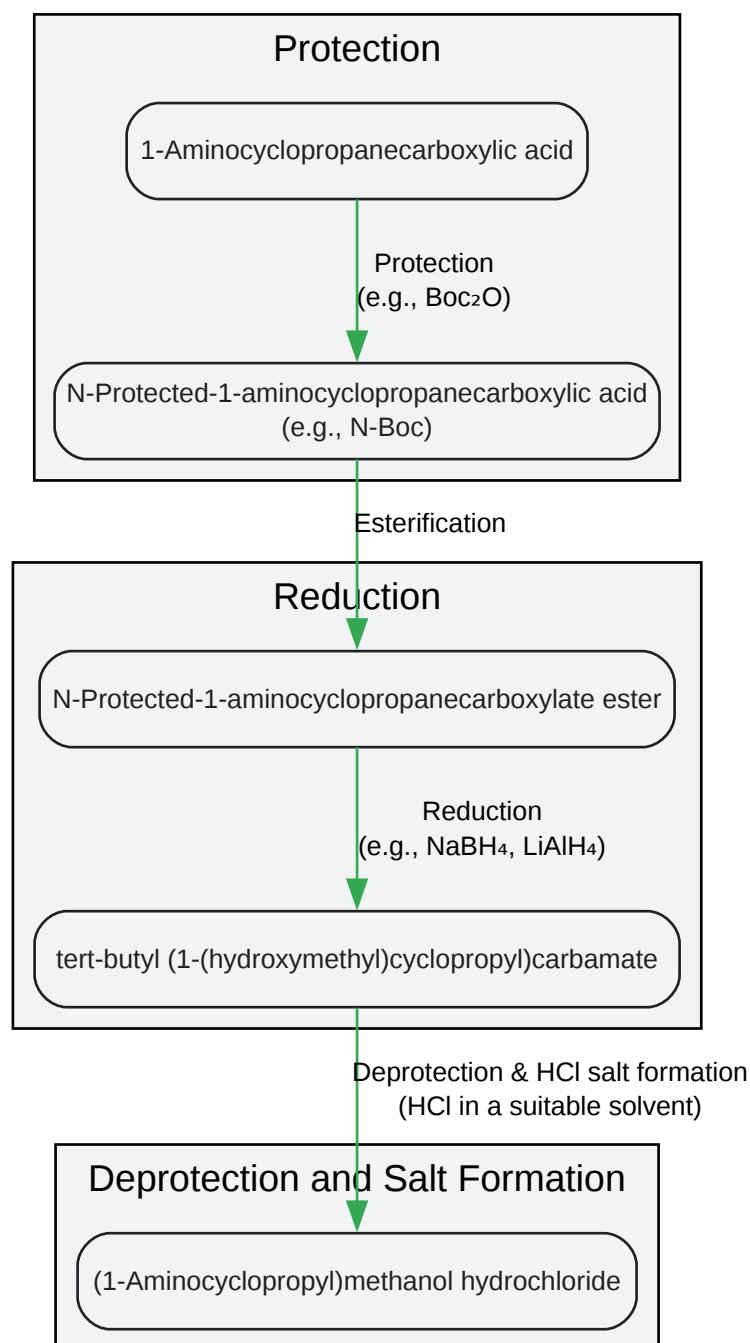 Protection
1-Aminocyclopropanecarboxylic acid
Protection
(e.g., Boc₂O)
N-Protected-1-aminocyclopropanecarboxylic acid
(e.g., N-Boc)
Esterification
Reduction
N-Protected-1-aminocyclopropanecarboxylate ester
Reduction
(e.g., NaBH₄, LiAlH₄)
tert-butyl (1-(hydroxymethyl)cyclopropyl)carbamate
Deprotection & HCl salt formation
(HCl in a suitable solvent)
Deprotection and Salt Formation
(1-Aminocyclopropyl)methanol hydrochloride